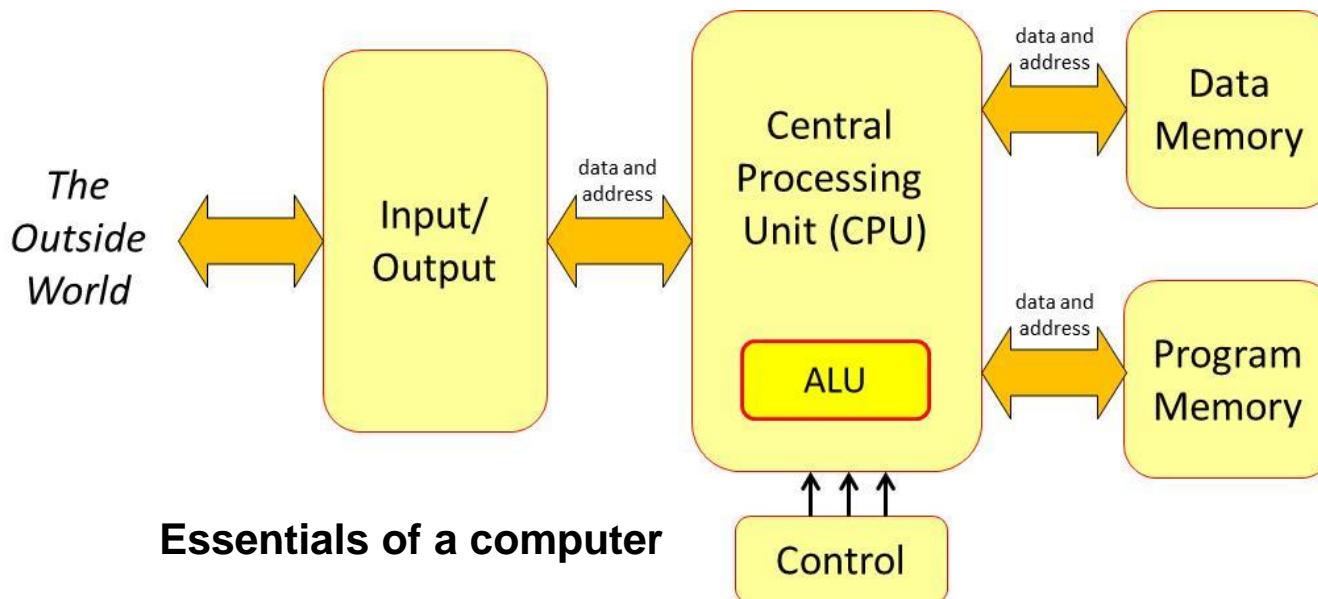 The
Outside
World
Input/
Output
data and
address
Central
Processing
Unit (CPU)
ALU
data and
address
Data
Memory
data and
address
Program
Memory
Essentials of a computer
Control